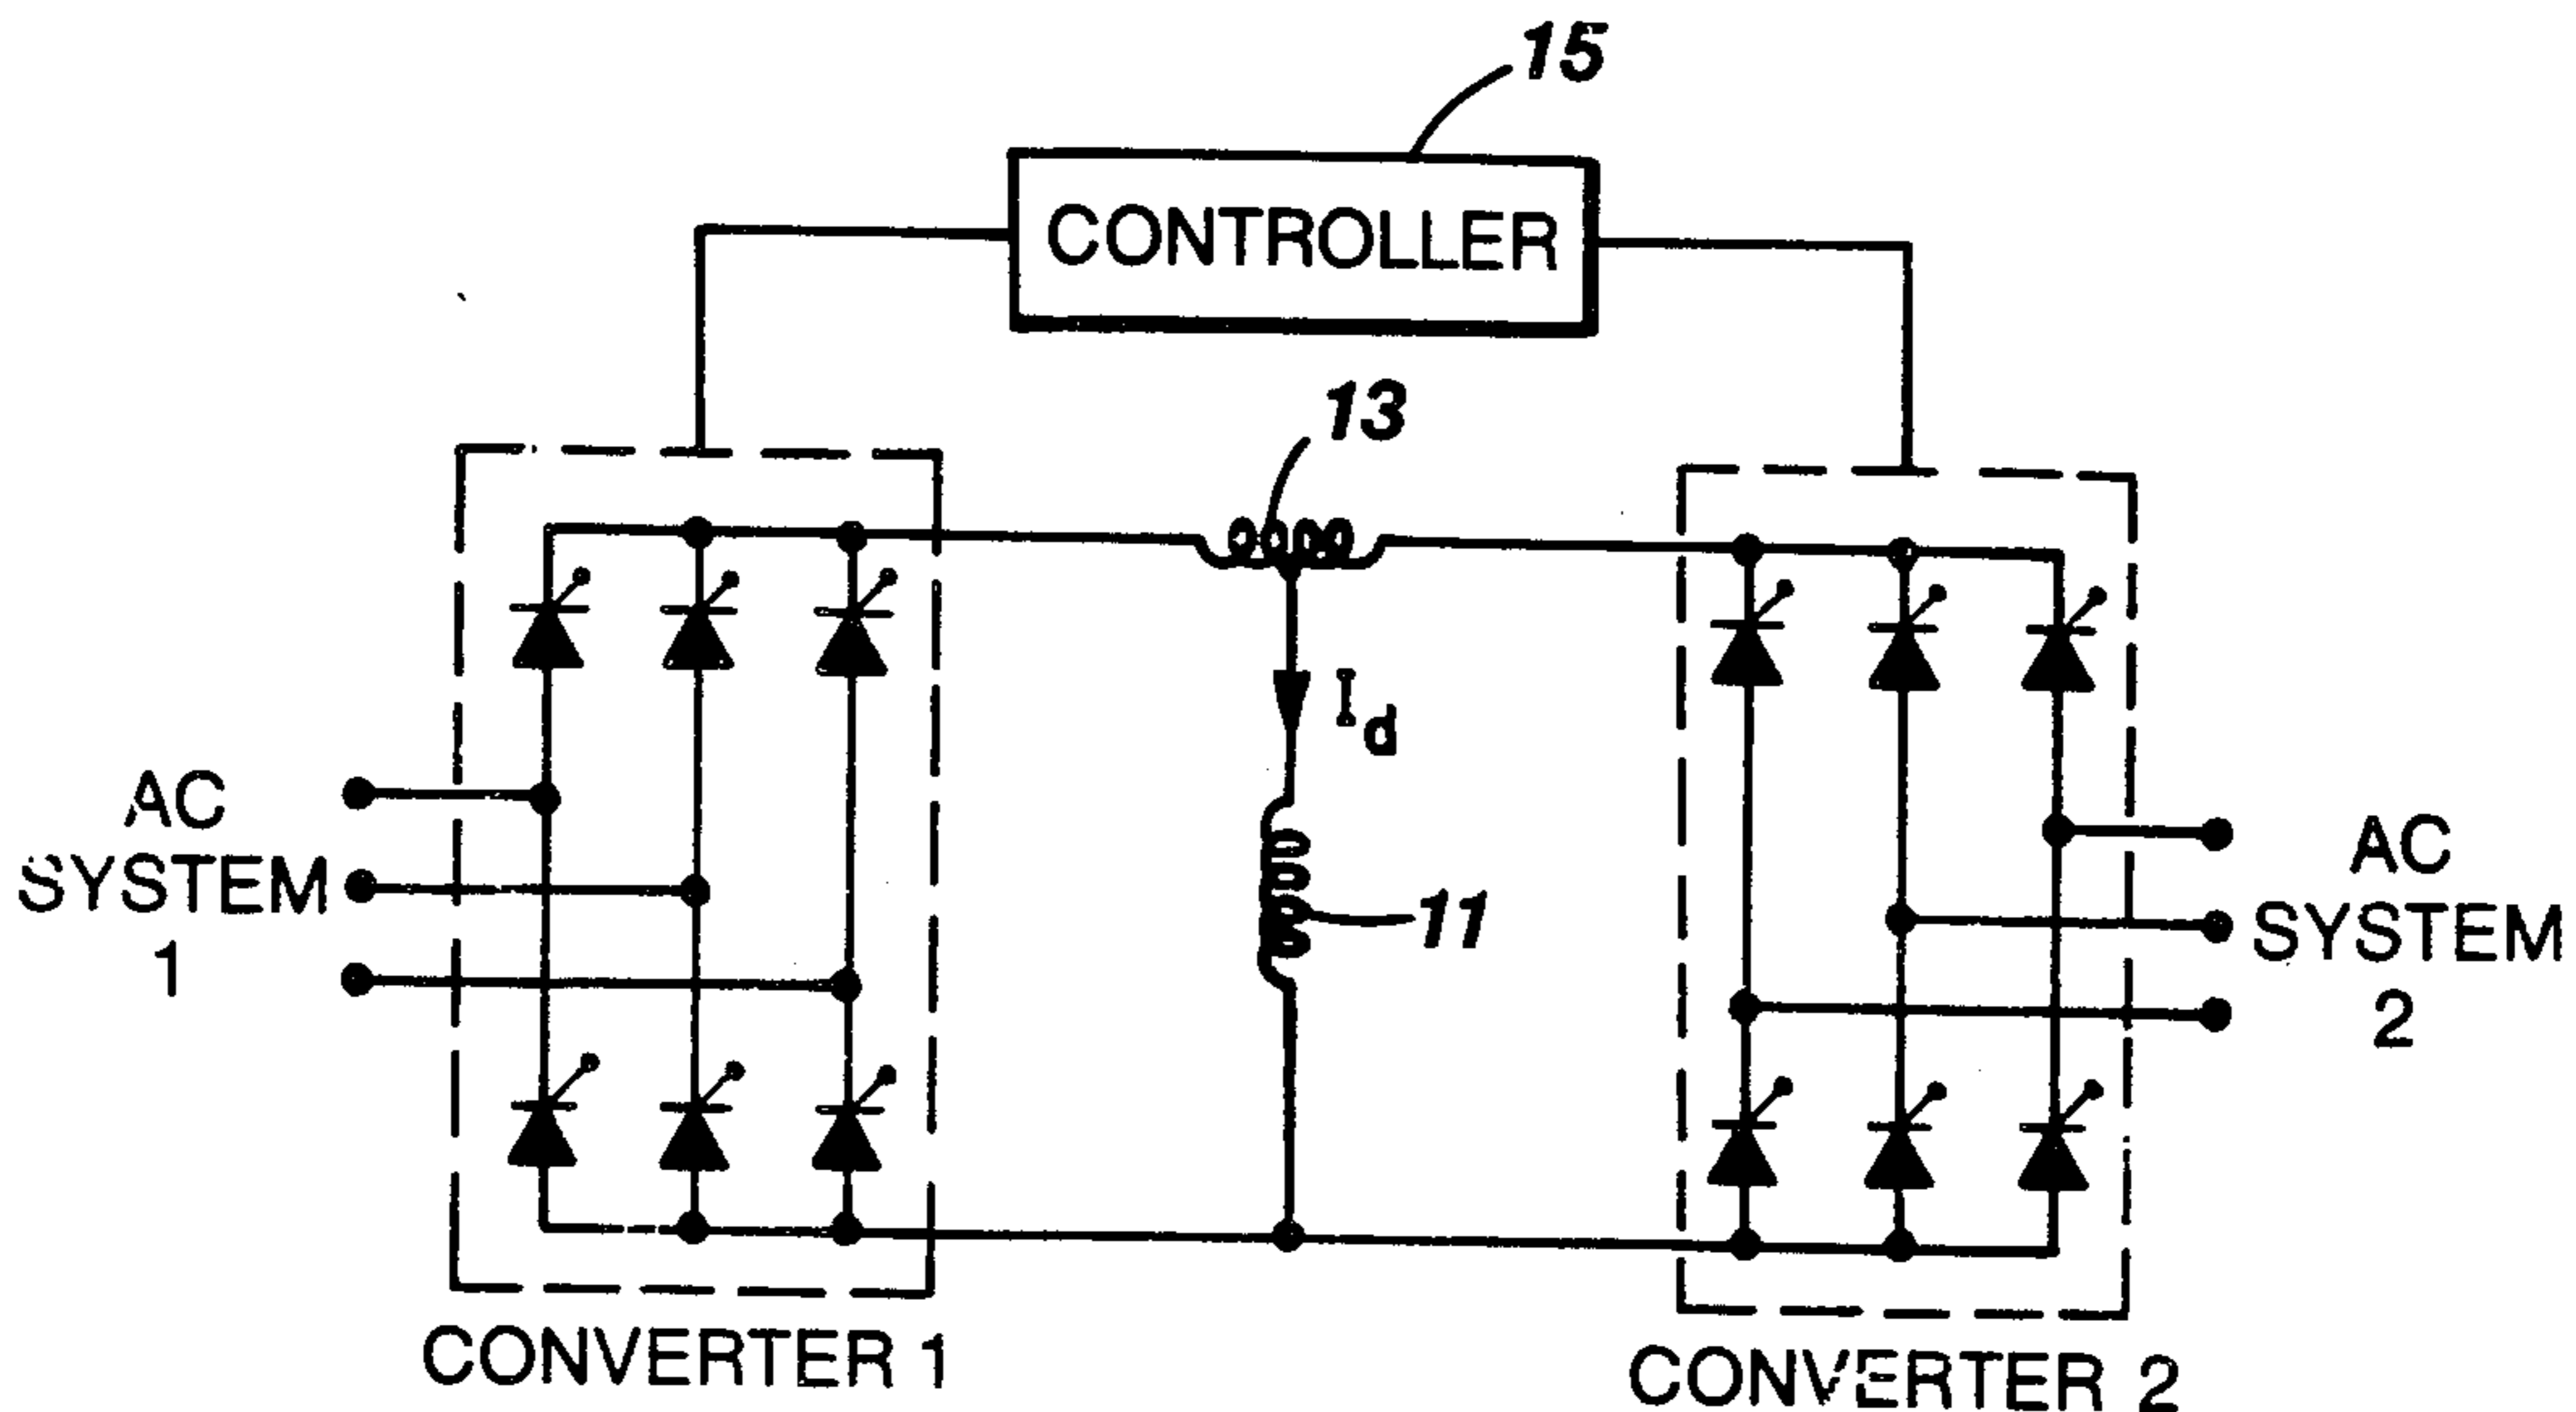 15
CONTROLLER
13
I_d
AC
SYSTEM
1
11
AC
SYSTEM
2
CONVERTER 1
CONVERTER 2